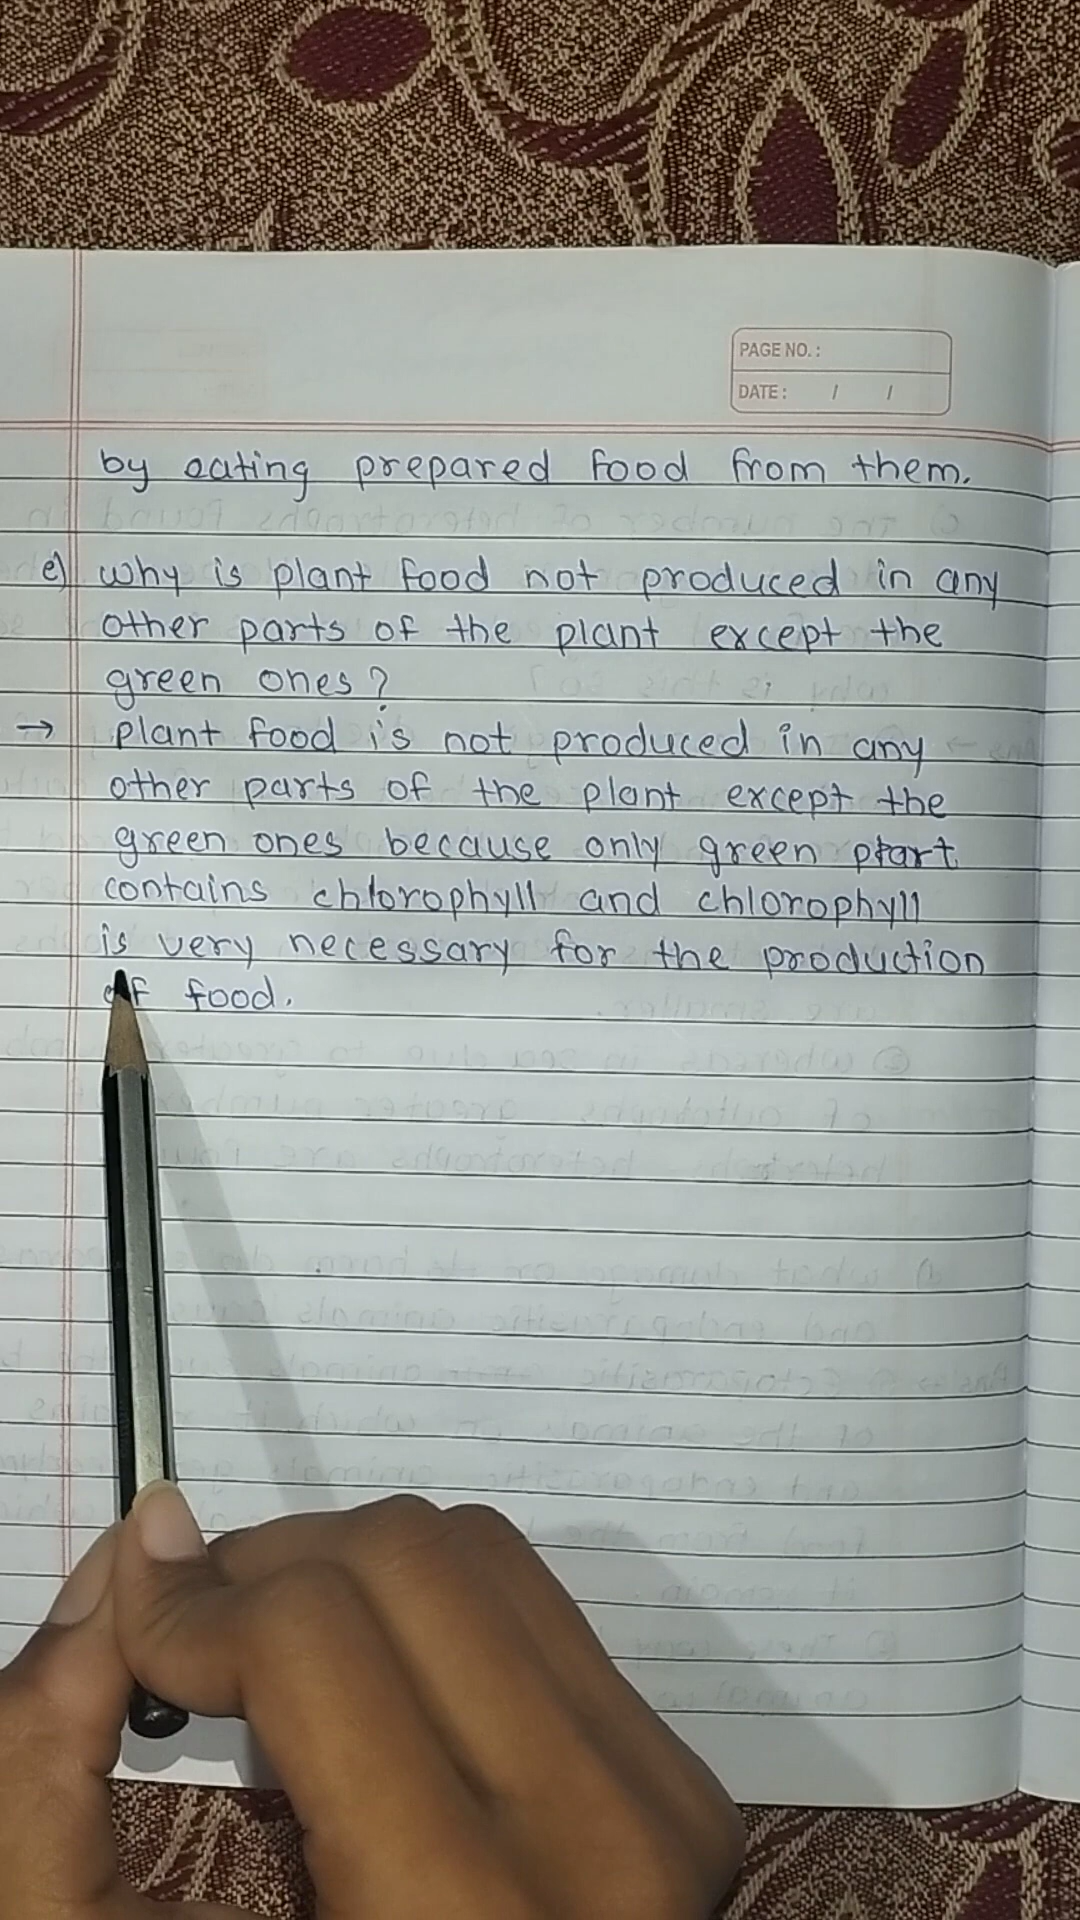 PAGE NO. :
DATE : / /
by eating prepared food from them.
e) Why is plant food not produced in any
other parts of the plant except the
green ones?
→ plant food is not produced in any
other parts of the plant except the
green ones because only green part
contains chlorophyll and chlorophyll
is very necessary for the production
of food.